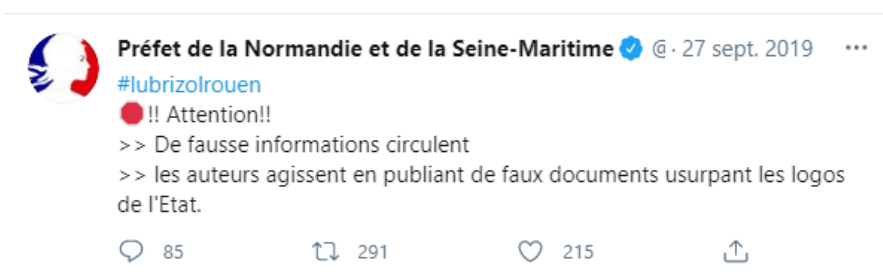 Préfet de la Normandie et de la Seine-Maritime @ · 27 sept. 2019 ...
#lubrizolrouen
!! Attention!!
>> De fausse informations circulent
>> les auteurs agissent en publiant de faux documents usurpant les logos
de l'Etat.
85 291 215